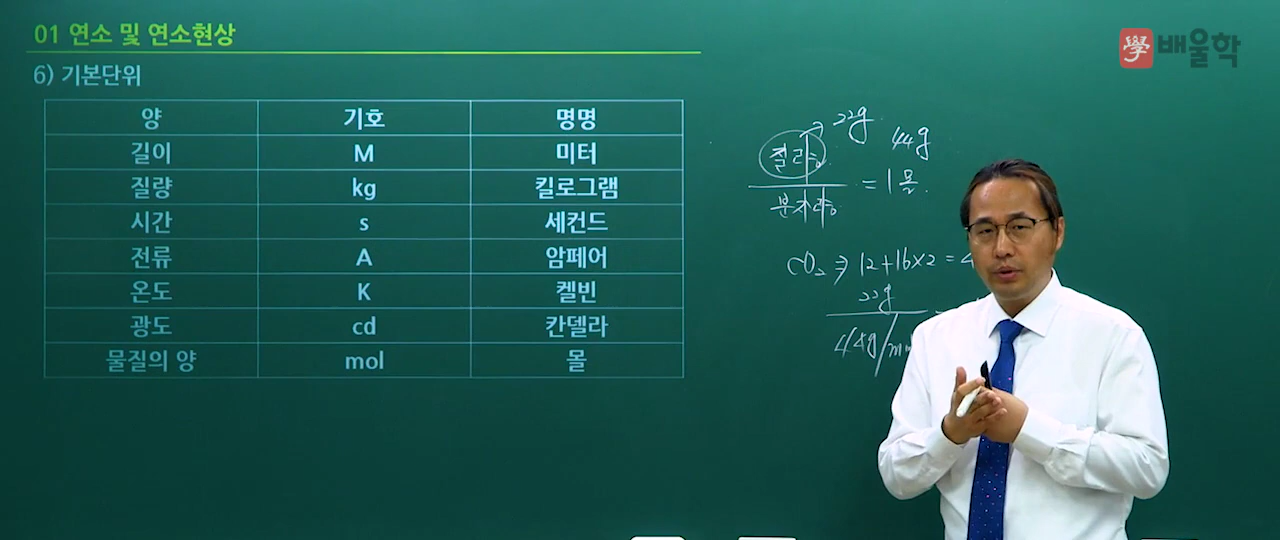 01 연소 및 연소현상
學 배울학
6) 기본단위
양 기호 명명
길이 M 미터
질량 kg 킬로그램
시간 s 세컨드
전류 A 암페어
온도 K 켈빈
광도 cd 칸델라
물질의 양 mol 몰
→ 22g
44g
질량
= 1몰
분자량
CO₂ ⇒ 12+16×2 = 4
22g
44g/m